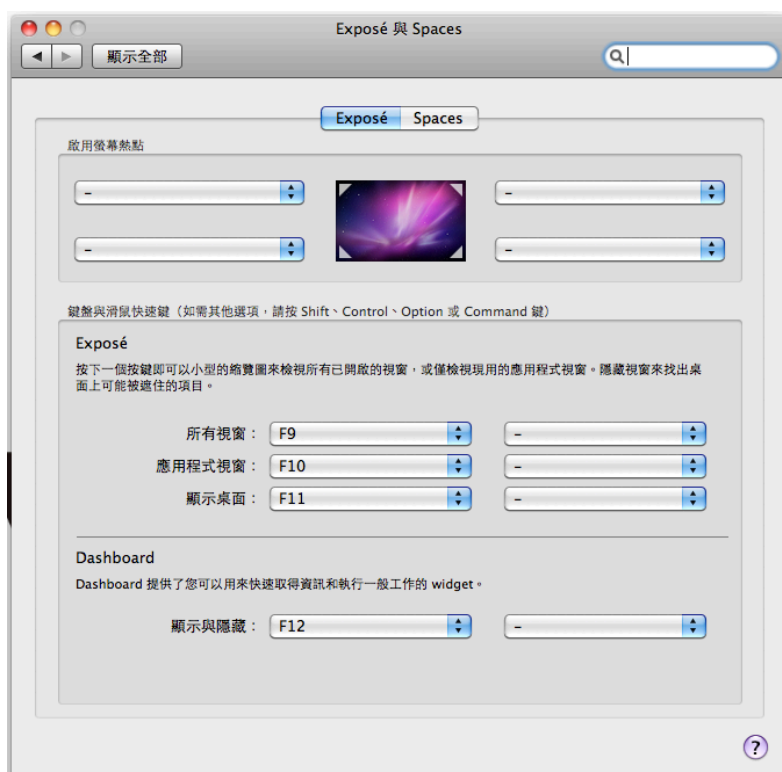 Exposé 與 Spaces
顯示全部
Exposé Spaces
啟用螢幕熱點
– –
– –
鍵盤與滑鼠快速鍵（如需其他選項，請按 Shift、Control、Option 或 Command 鍵）
Exposé
按下一個按鍵即可以小型的縮覽圖來檢視所有已開啟的視窗，或僅檢視現用的應用程式視窗。隱藏視窗來找出桌
面上可能被遮住的項目。
所有視窗： F9 –
應用程式視窗： F10 –
顯示桌面： F11 –
Dashboard
Dashboard 提供了您可以用來快速取得資訊和執行一般工作的 widget。
顯示與隱藏： F12 –
?